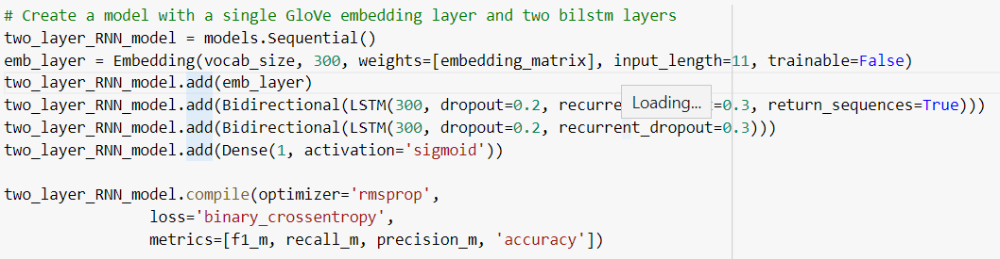 # Create a model with a single GloVe embedding layer and two bilstm layers
two_layer_RNN_model = models.Sequential()
emb_layer = Embedding(vocab_size, 300, weights=[embedding_matrix], input_length=11, trainable=False)
two_layer_RNN_model.add(emb_layer)
two_layer_RNN_model.add(Bidirectional(LSTM(300, dropout=0.2, recurre Loading... t=0.3, return_sequences=True)))
two_layer_RNN_model.add(Bidirectional(LSTM(300, dropout=0.2, recurrent_dropout=0.3)))
two_layer_RNN_model.add(Dense(1, activation='sigmoid'))
two_layer_RNN_model.compile(optimizer='rmsprop',
loss='binary_crossentropy',
metrics=[f1_m, recall_m, precision_m, 'accuracy'])